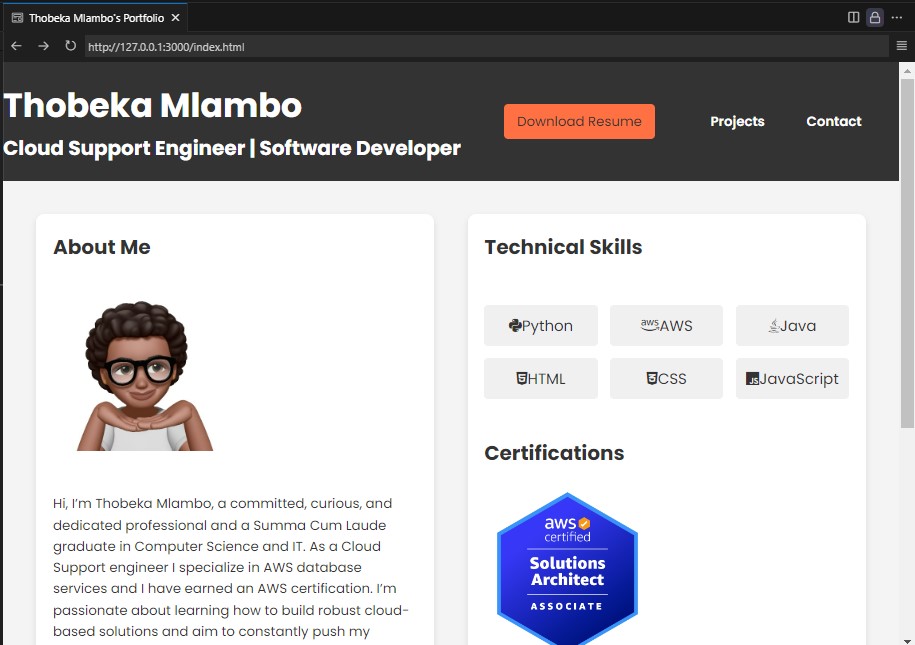 Thobeka Mlambo's Portfolio
http://127.0.0.1:3000/index.html
Thobeka Mlambo
Cloud Support Engineer | Software Developer
Download Resume
Projects
Contact
About Me
Hi, I'm Thobeka Mlambo, a committed, curious, and
dedicated professional and a Summa Cum Laude
graduate in Computer Science and IT. As a Cloud
Support engineer I specialize in AWS database
services and I have earned an AWS certification. I'm
passionate about learning how to build robust cloud-
based solutions and aim to constantly push my
Technical Skills
Python
aws AWS
Java
HTML
CSS
JS JavaScript
Certifications
aws
certified
Solutions
Architect
ASSOCIATE